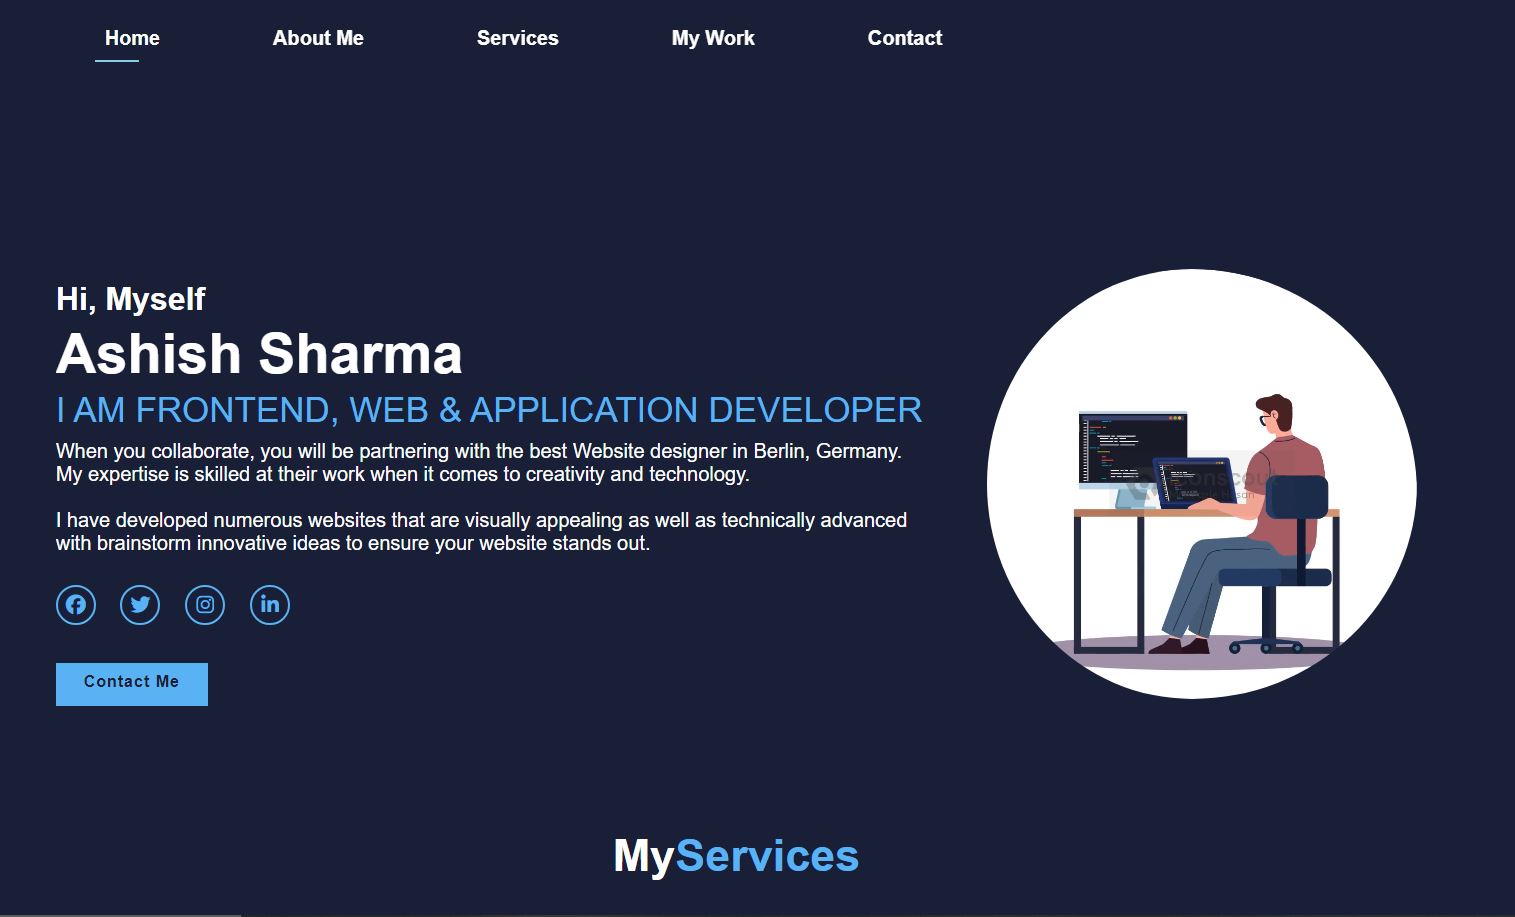 Home About Me Services My Work Contact
Hi, Myself
Ashish Sharma
I AM FRONTEND, WEB & APPLICATION DEVELOPER
When you collaborate, you will be partnering with the best Website designer in Berlin, Germany.
My expertise is skilled at their work when it comes to creativity and technology.
I have developed numerous websites that are visually appealing as well as technically advanced
with brainstorm innovative ideas to ensure your website stands out.
Contact Me
MyServices